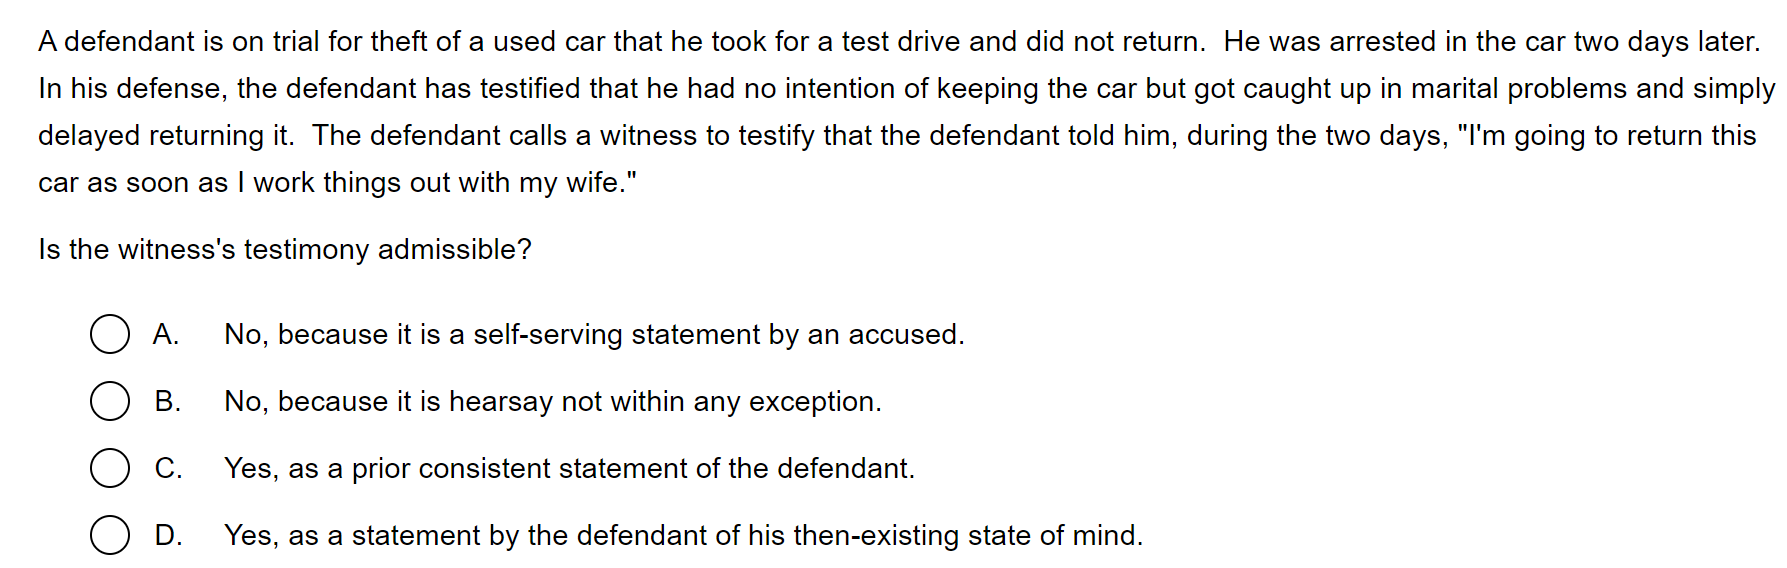 A defendant is on trial for theft of a used car that he took for a test drive and did not return.  He was arrested in the car two days later.
In his defense, the defendant has testified that he had no intention of keeping the car but got caught up in marital problems and simply
delayed returning it.  The defendant calls a witness to testify that the defendant told him, during the two days, "I'm going to return this
car as soon as I work things out with my wife."
Is the witness's testimony admissible?
A. No, because it is a self-serving statement by an accused.
B. No, because it is hearsay not within any exception.
C. Yes, as a prior consistent statement of the defendant.
D. Yes, as a statement by the defendant of his then-existing state of mind.